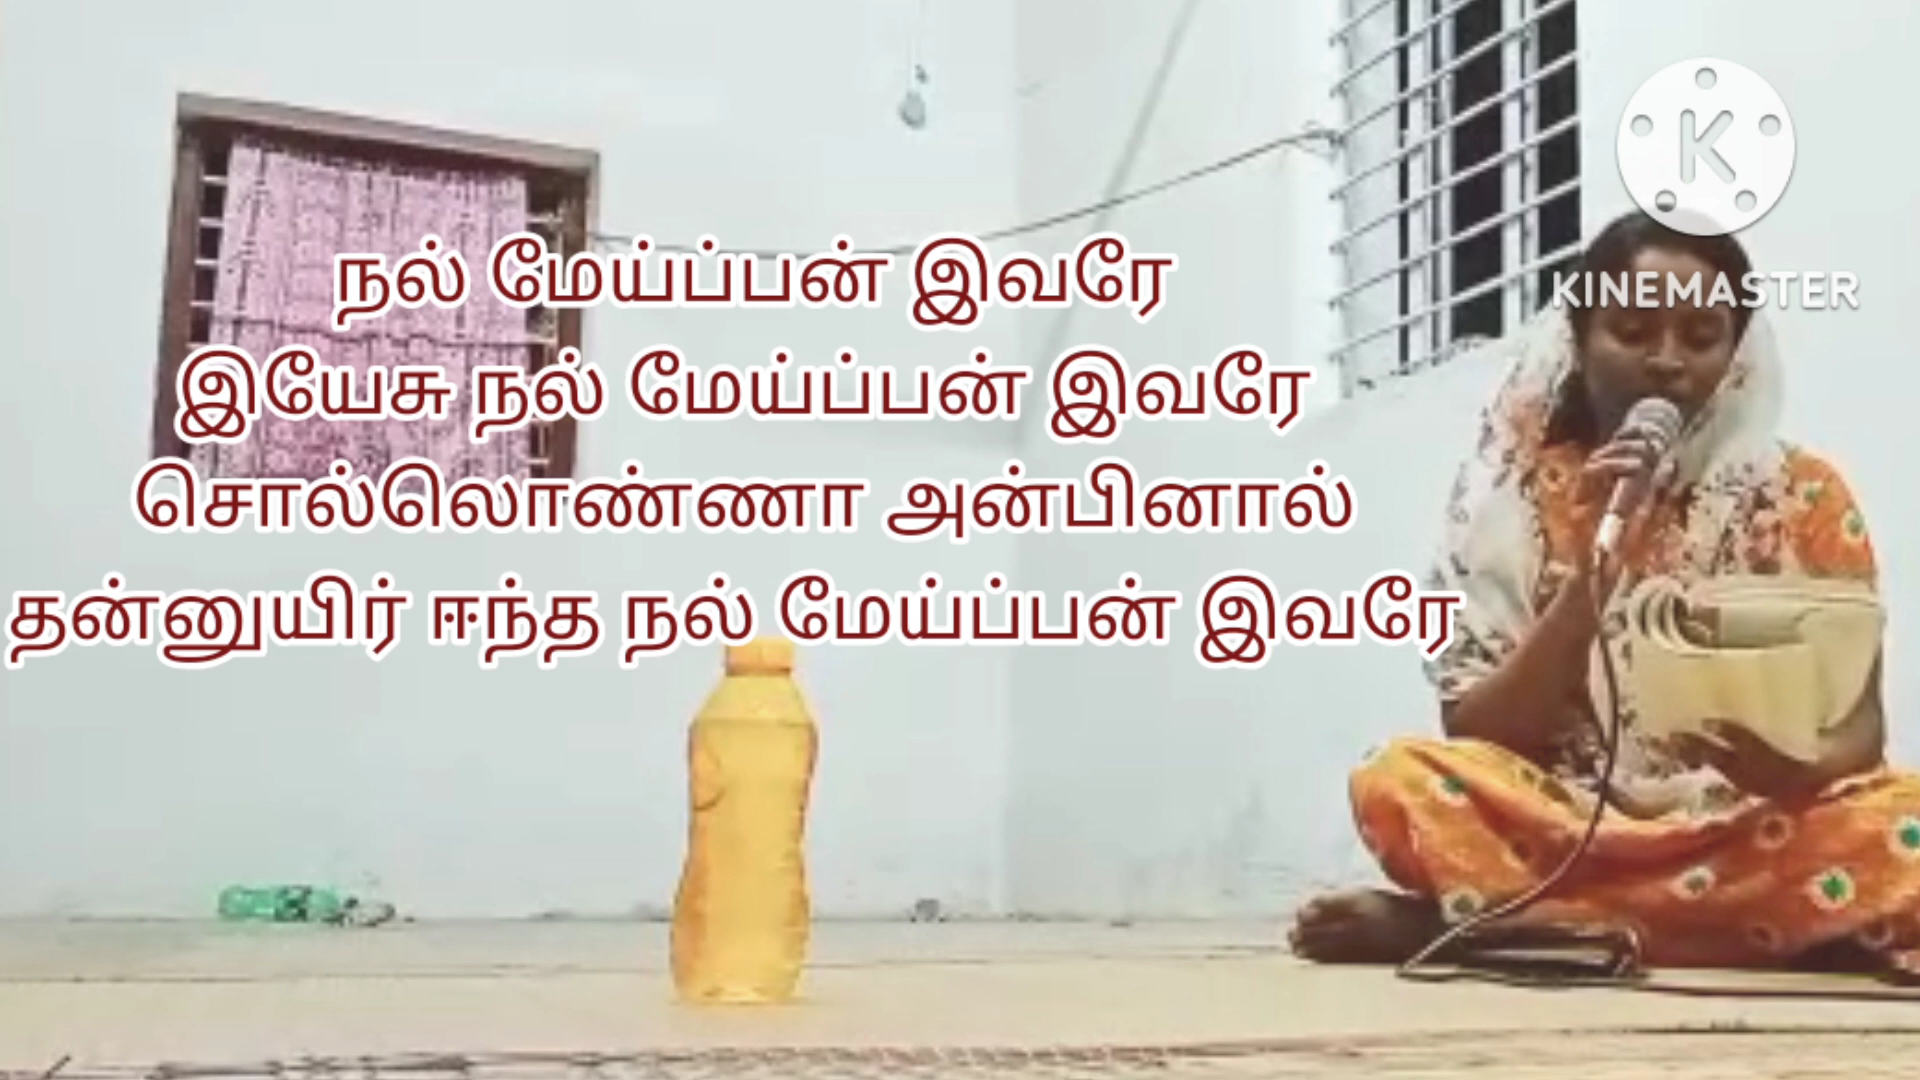 நல் மேய்ப்பன் இவரே
இயேசு நல் மேய்ப்பன் இவரே
சொல்லொண்ணா அன்பினால்
தன்னுயிர் ஈந்த நல் மேய்ப்பன் இவரே
K
KINEMASTER